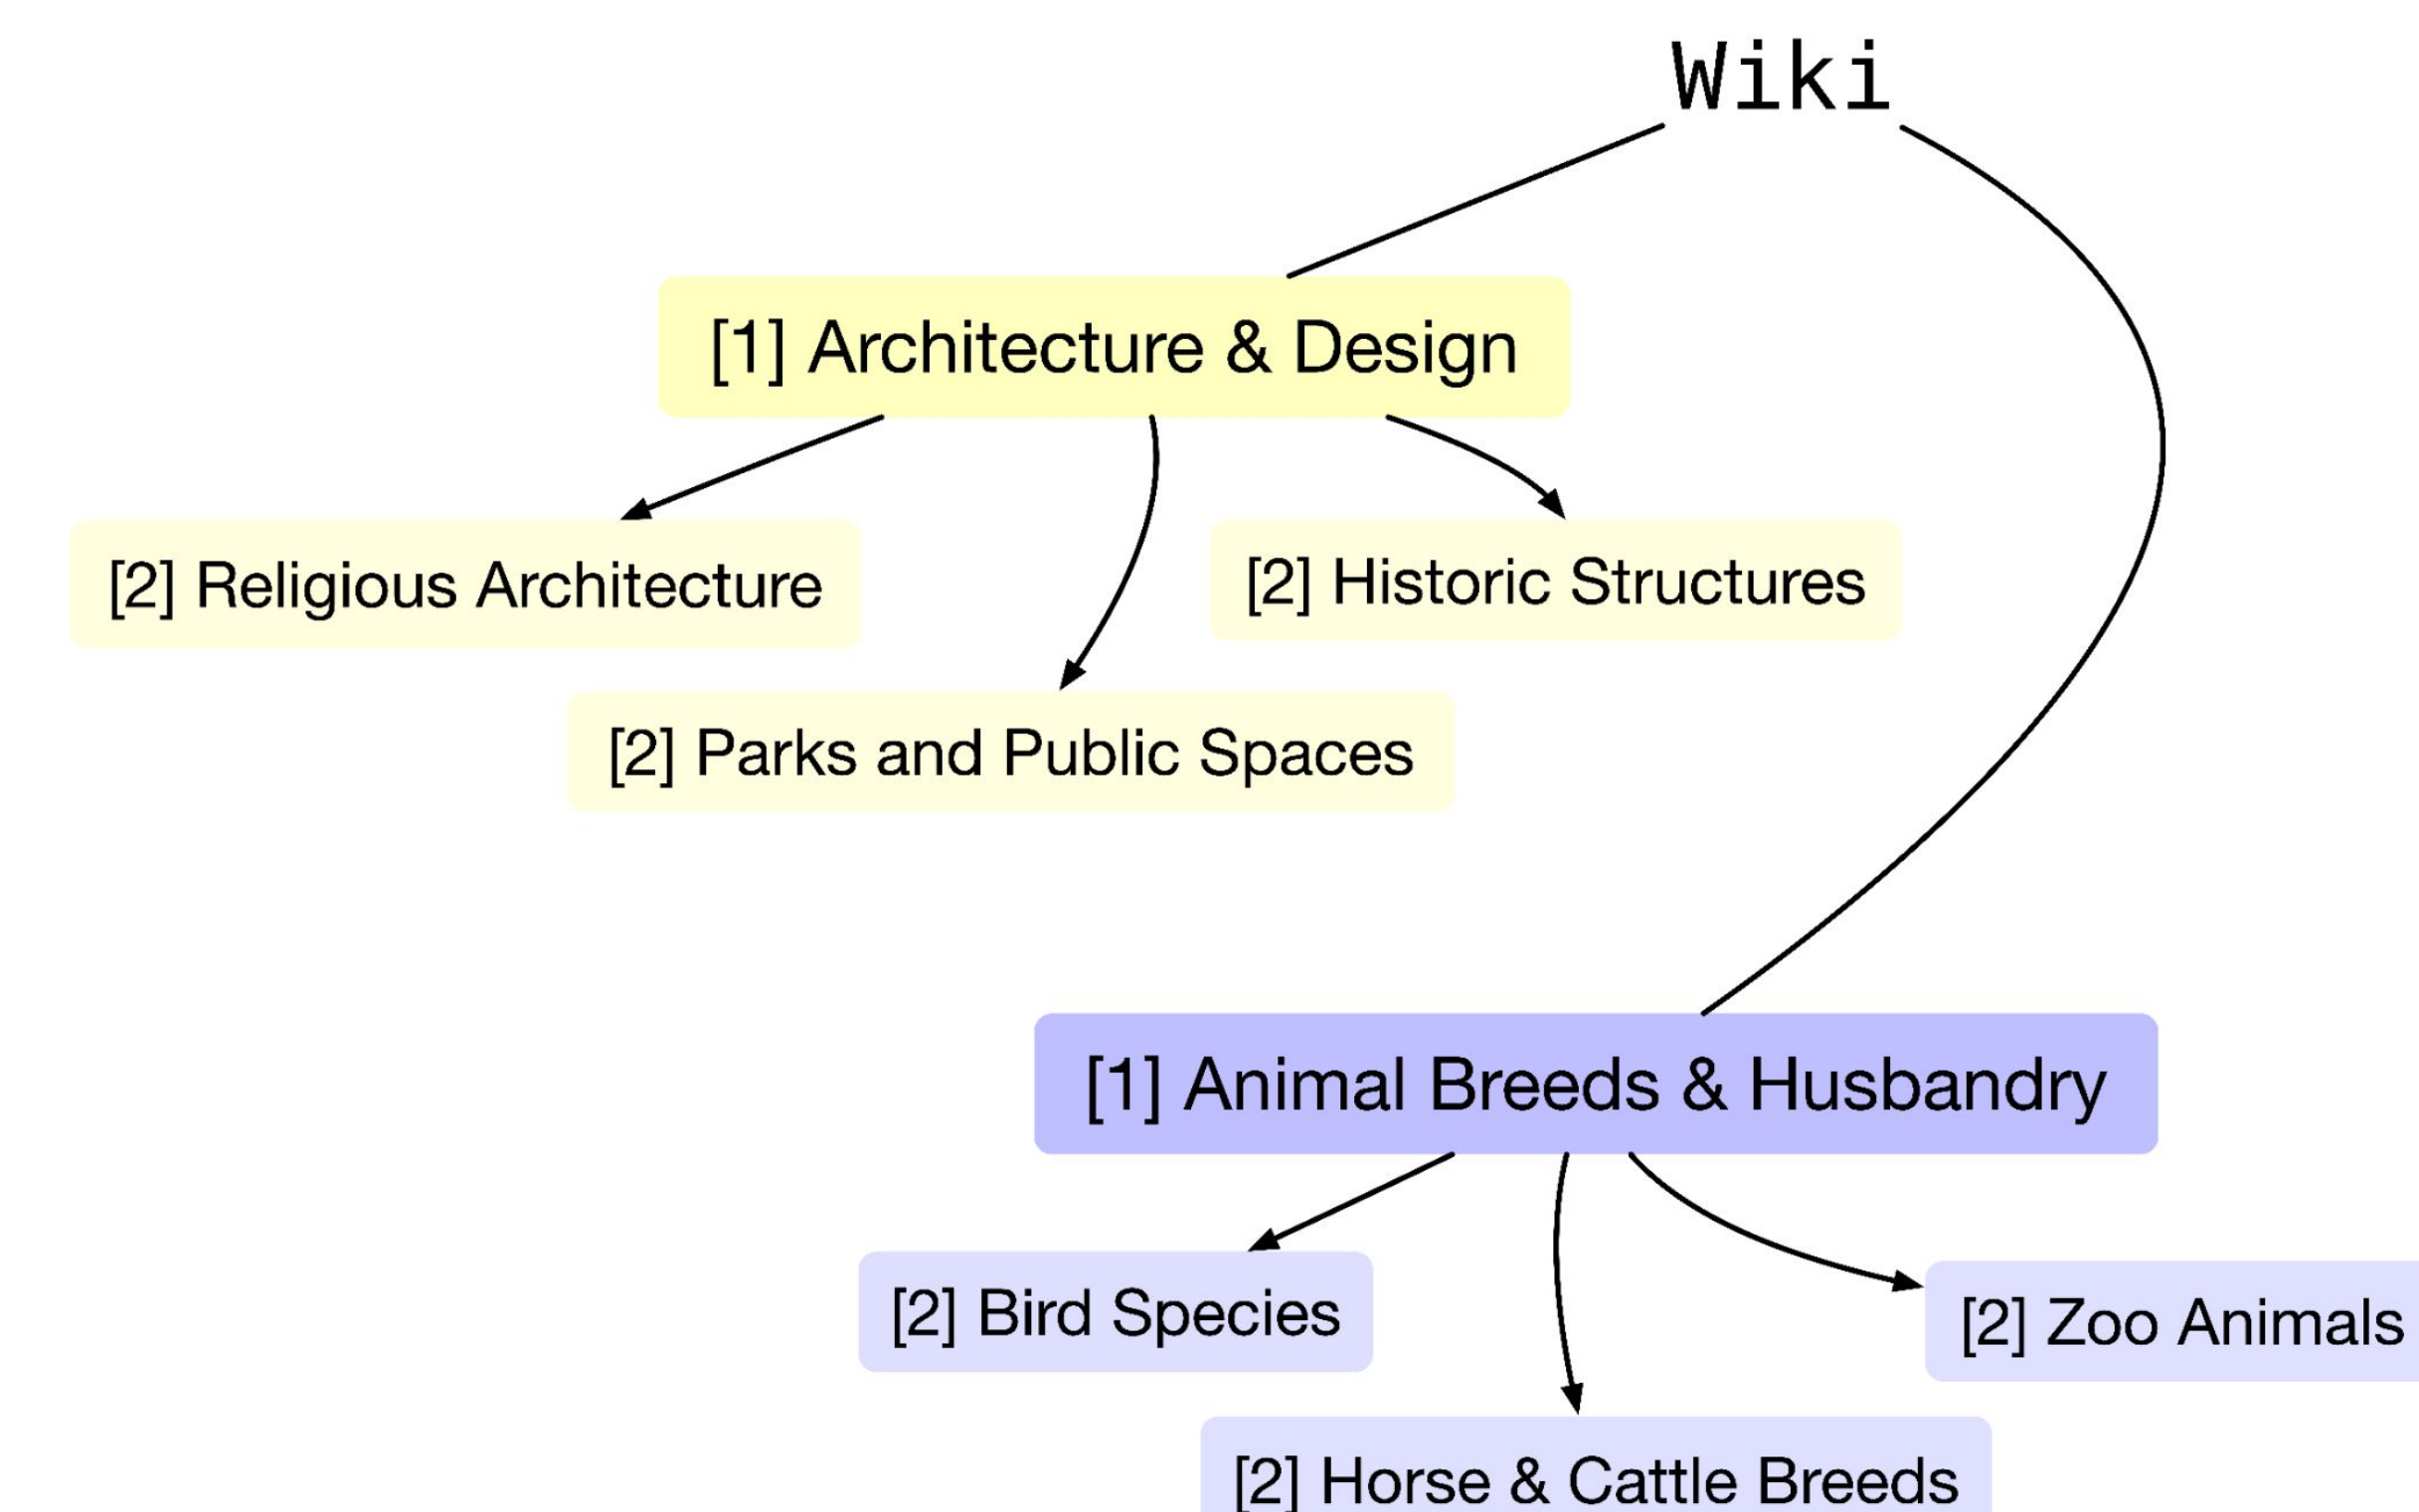 Wiki
[1] Architecture & Design
[2] Religious Architecture
[2] Historic Structures
[2] Parks and Public Spaces
[1] Animal Breeds & Husbandry
[2] Bird Species
[2] Zoo Animals
[2] Horse & Cattle Breeds